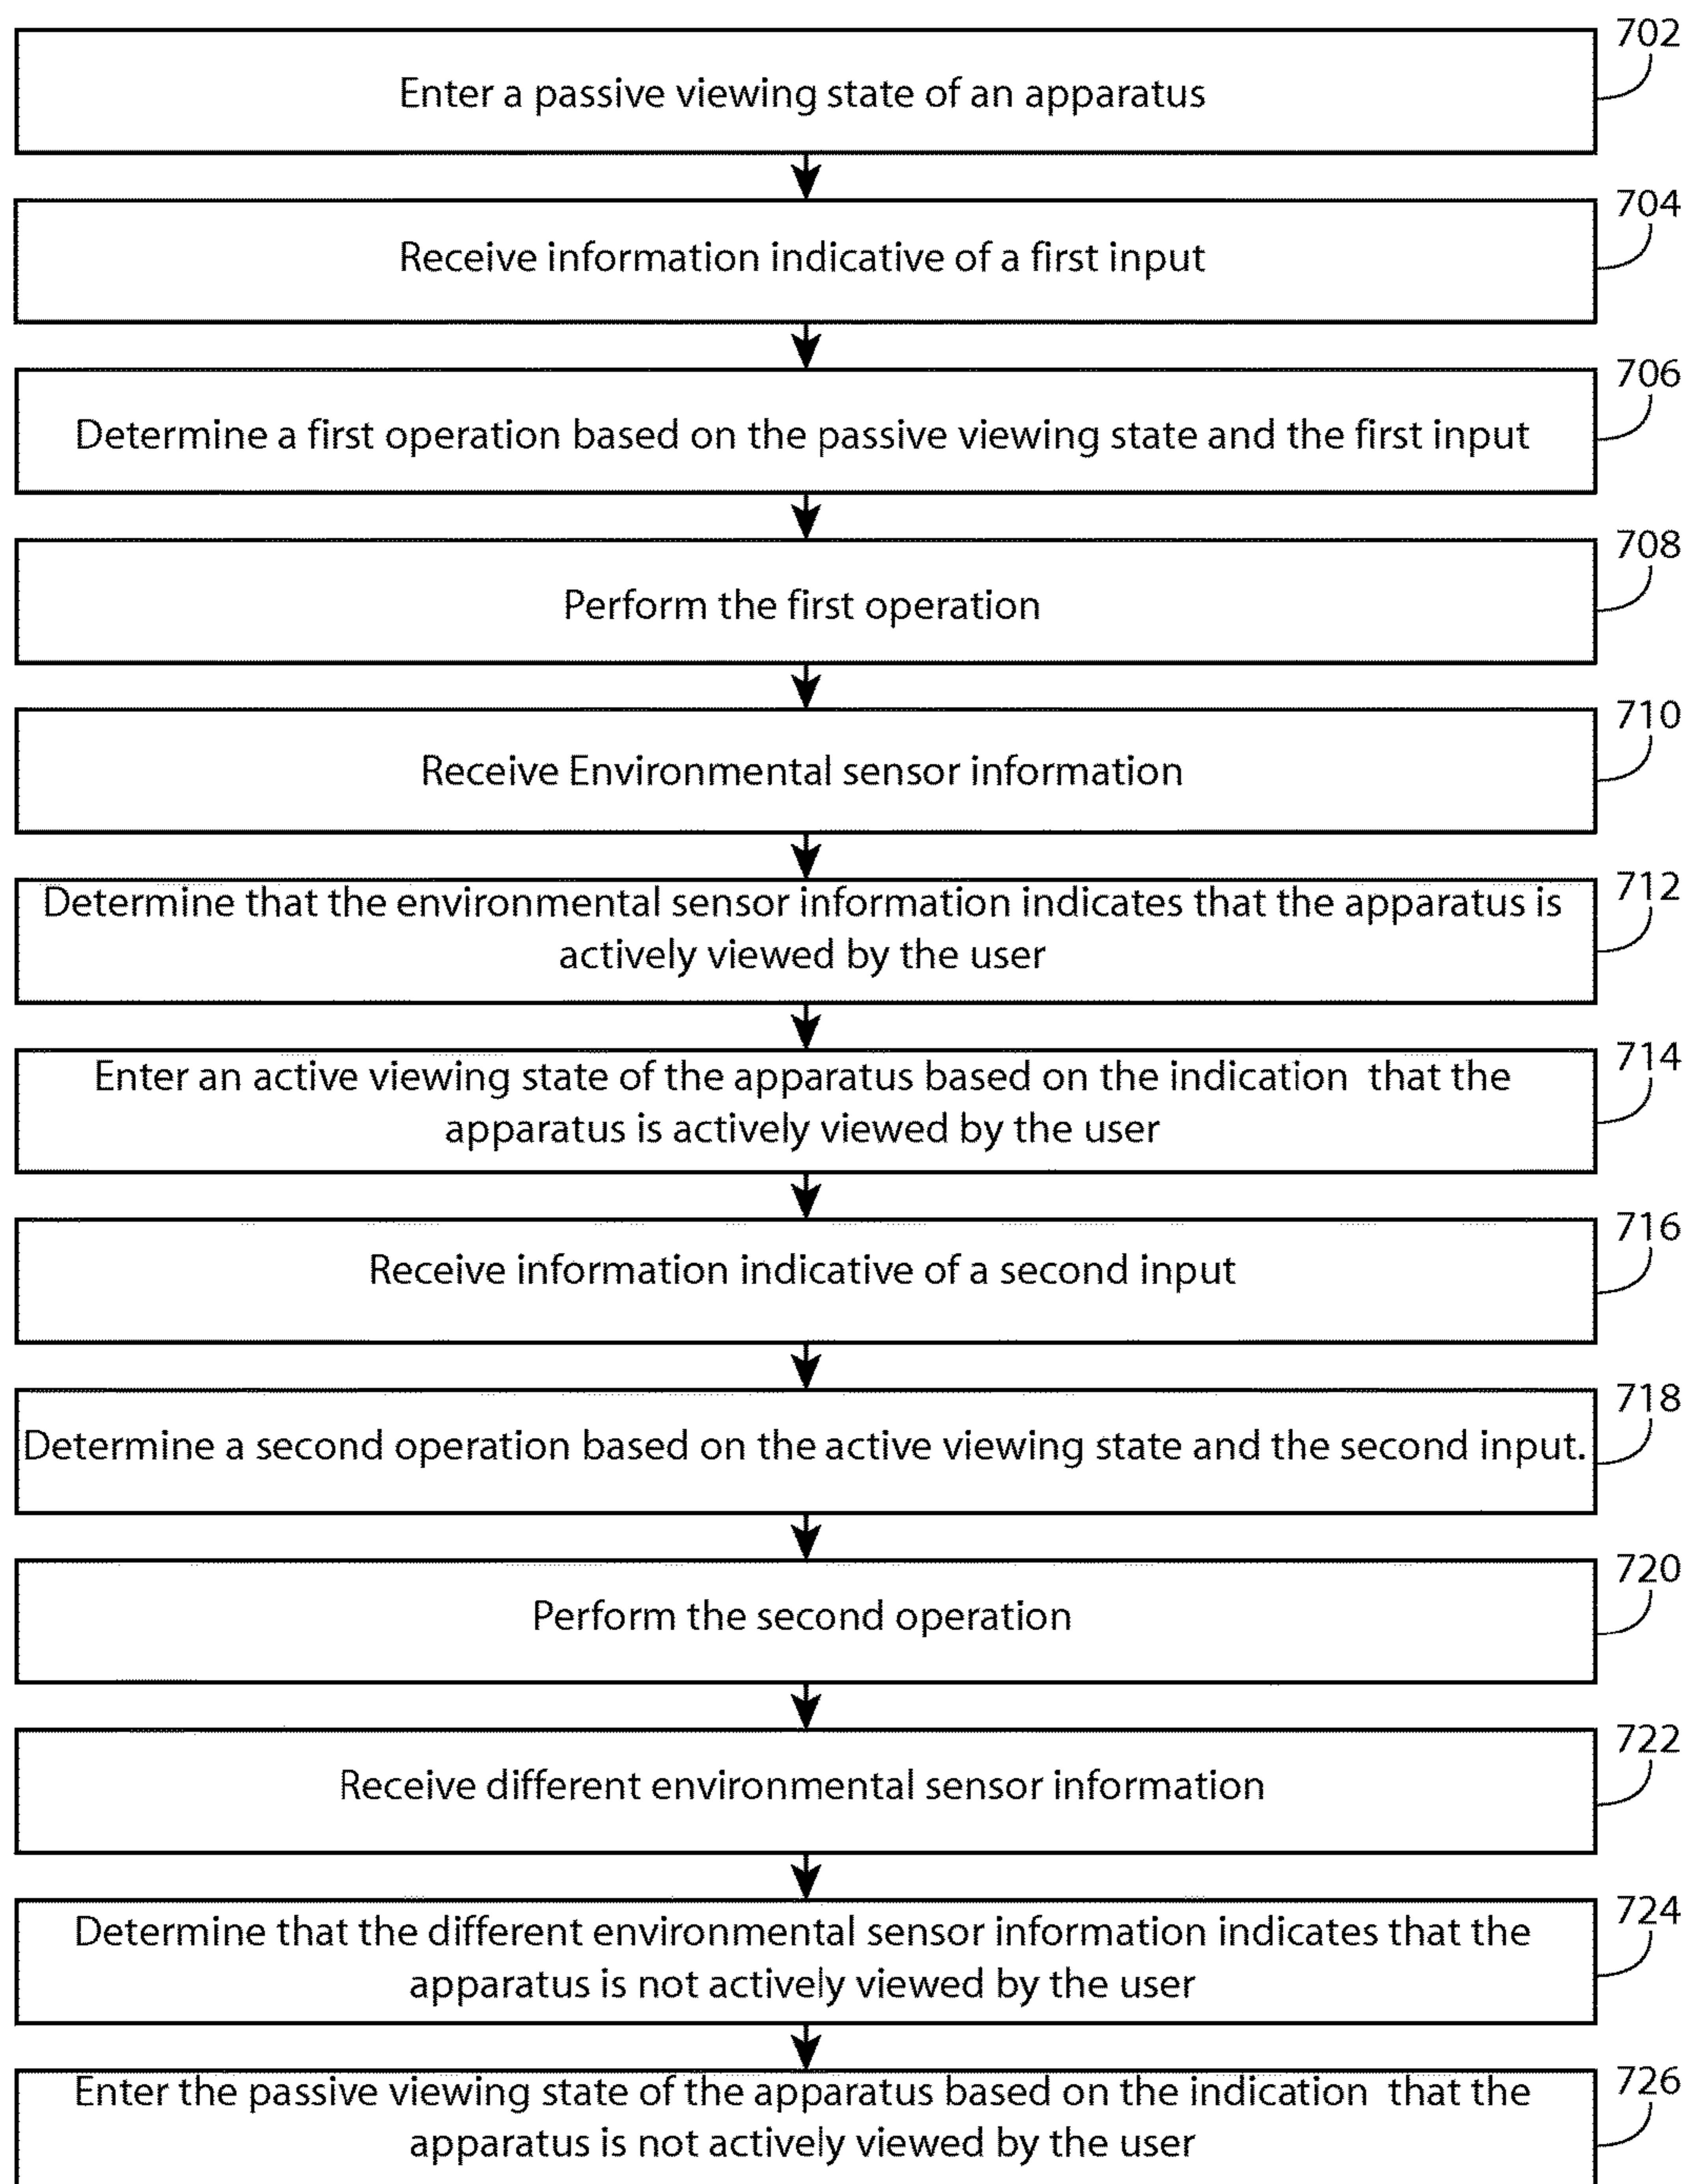 702
Enter a passive viewing state of an apparatus
704
Receive information indicative of a first input
706
Determine a first operation based on the passive viewing state and the first input
708
Perform the first operation
710
Receive Environmental sensor information
712
Determine that the environmental sensor information indicates that the apparatus is
actively viewed by the user
714
Enter an active viewing state of the apparatus based on the indication that the
apparatus is actively viewed by the user
716
Receive information indicative of a second input
718
Determine a second operation based on the active viewing state and the second input.
720
Perform the second operation
722
Receive different environmental sensor information
724
Determine that the different environmental sensor information indicates that the
apparatus is not actively viewed by the user
726
Enter the passive viewing state of the apparatus based on the indication that the
apparatus is not actively viewed by the user